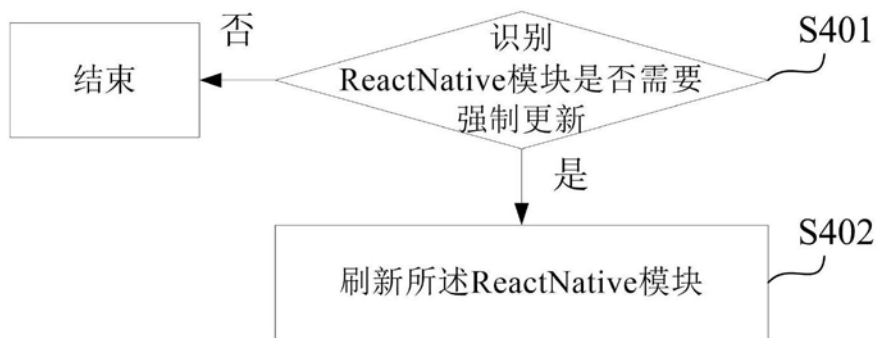 否
结束
识别
ReactNative模块是否需要
强制更新
S401
是
刷新所述ReactNative模块
S402